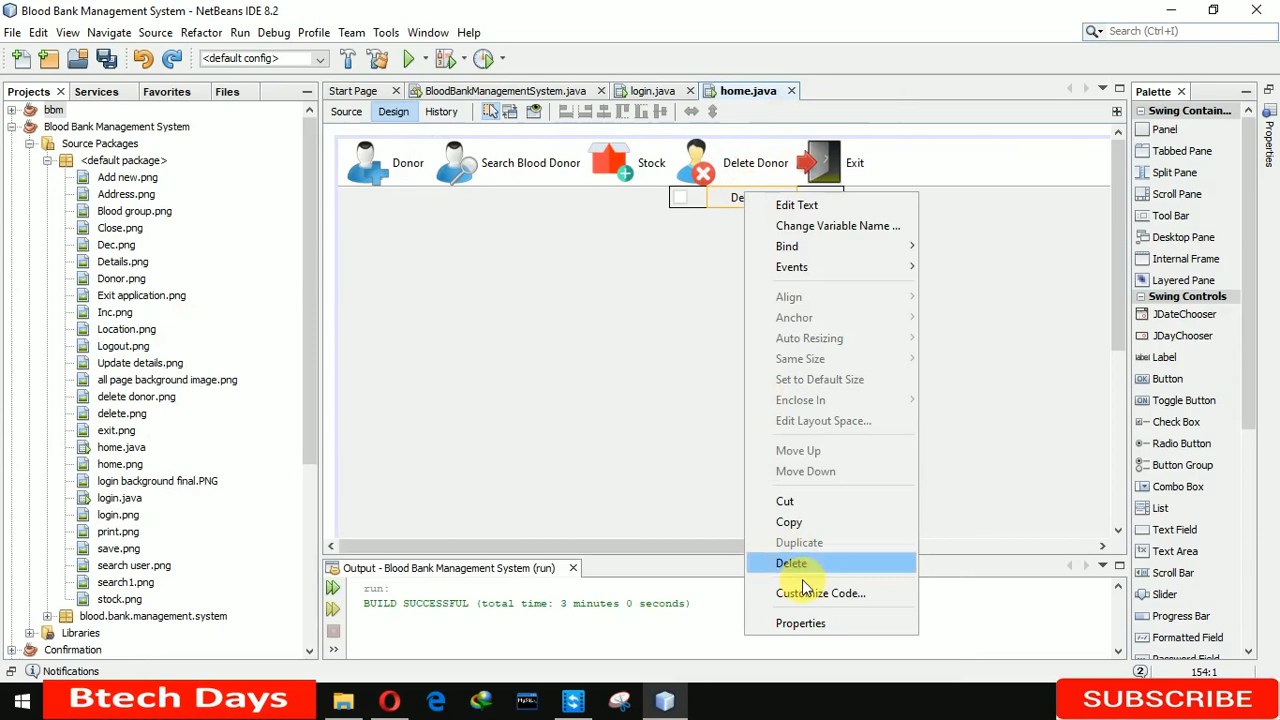 Blood Bank Management System - NetBeans IDE 8.2
File Edit View Navigate Source Refactor Run Debug Profile Team Tools Window Help
Search (Ctrl+I)
<default config>
Projects Services Favorites Files
Start Page BloodBankManagementSystem.java login.java home.java
Palette
Properties
Source Design History
bbm
Blood Bank Management System
Source Packages
<default package>
Add new.png
Address.png
Blood group.png
Close.png
Dec.png
Details.png
Donor.png
Exit application.png
Inc.png
Location.png
Logout.png
Update details.png
all page background image.png
delete donor.png
delete.png
exit.png
home.java
home.png
login background final.PNG
login.java
login.png
print.png
save.png
search user.png
search1.png
stock.png
blood.bank.management.system
Libraries
Confirmation
Donor Search Blood Donor Stock Delete Donor Exit
De
Edit Text
Change Variable Name ...
Bind
Events
Align
Anchor
Auto Resizing
Same Size
Set to Default Size
Enclose In
Edit Layout Space...
Move Up
Move Down
Cut
Copy
Duplicate
Delete
Customize Code...
Properties
Swing Contain...
Panel
Tabbed Pane
Split Pane
Scroll Pane
Tool Bar
Desktop Pane
Internal Frame
Layered Pane
Swing Controls
JDateChooser
JDayChooser
Label
Button
Toggle Button
Check Box
Radio Button
Button Group
Combo Box
List
Text Field
Text Area
Scroll Bar
Slider
Progress Bar
Formatted Field
Password Field
Output - Blood Bank Management System (run)
run:
BUILD SUCCESSFUL (total time: 3 minutes 0 seconds)
Notifications
154:1
Btech Days
MySQL
SUBSCRIBE